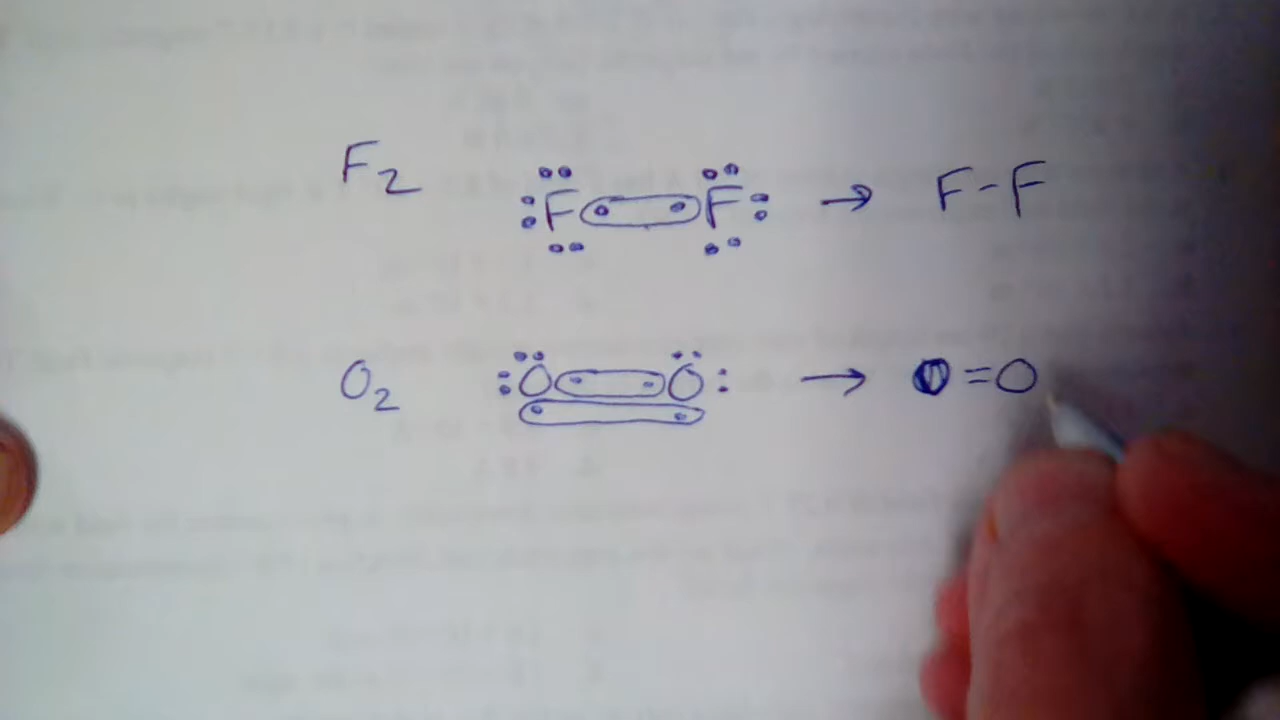 F₂ :F̤̈ • • F̤̈: → F-F
O₂ :Ö • • Ö: → O=O